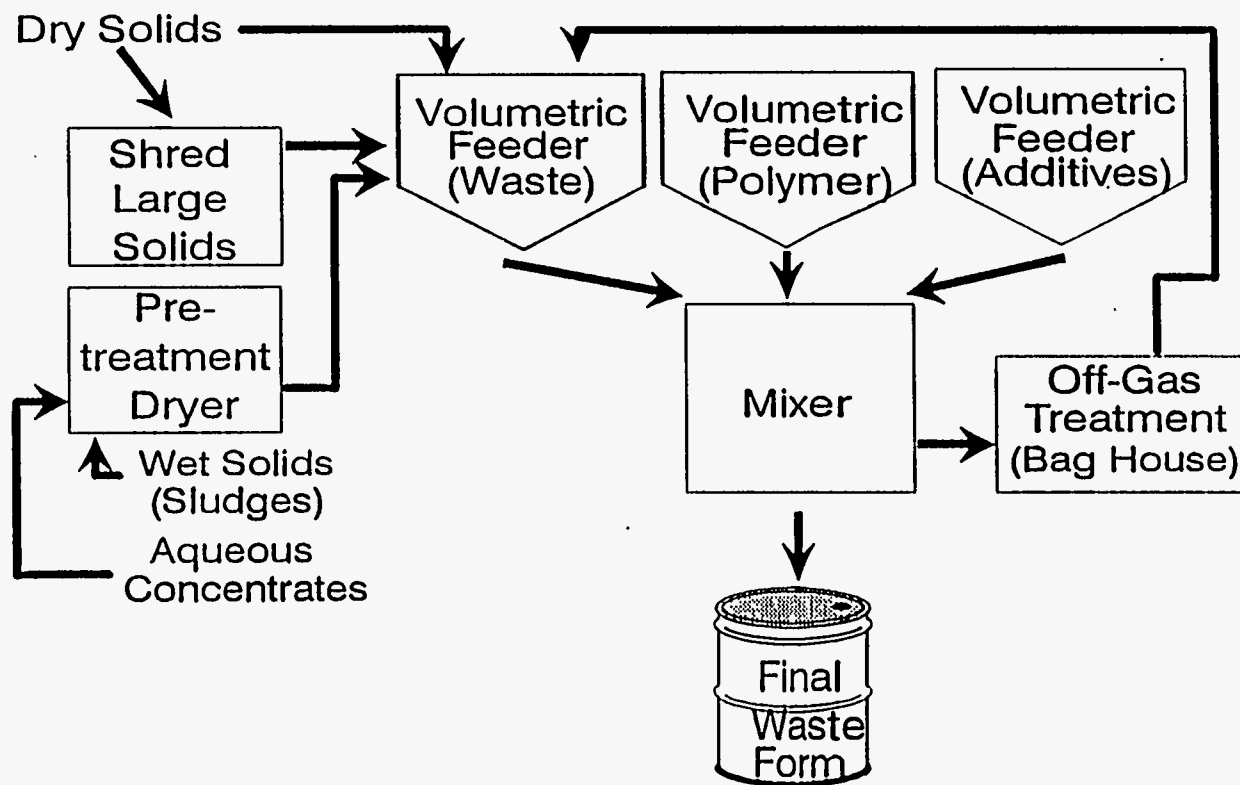 Dry Solids
Volumetric
Feeder
(Waste)
Volumetric
Feeder
(Polymer)
Volumetric
Feeder
(Additives)
Shred
Large
Solids
Pre-
treatment
Dryer
Wet Solids
(Sludges)
Aqueous
Concentrates
Mixer
Off-Gas
Treatment
(Bag House)
Final
Waste
Form